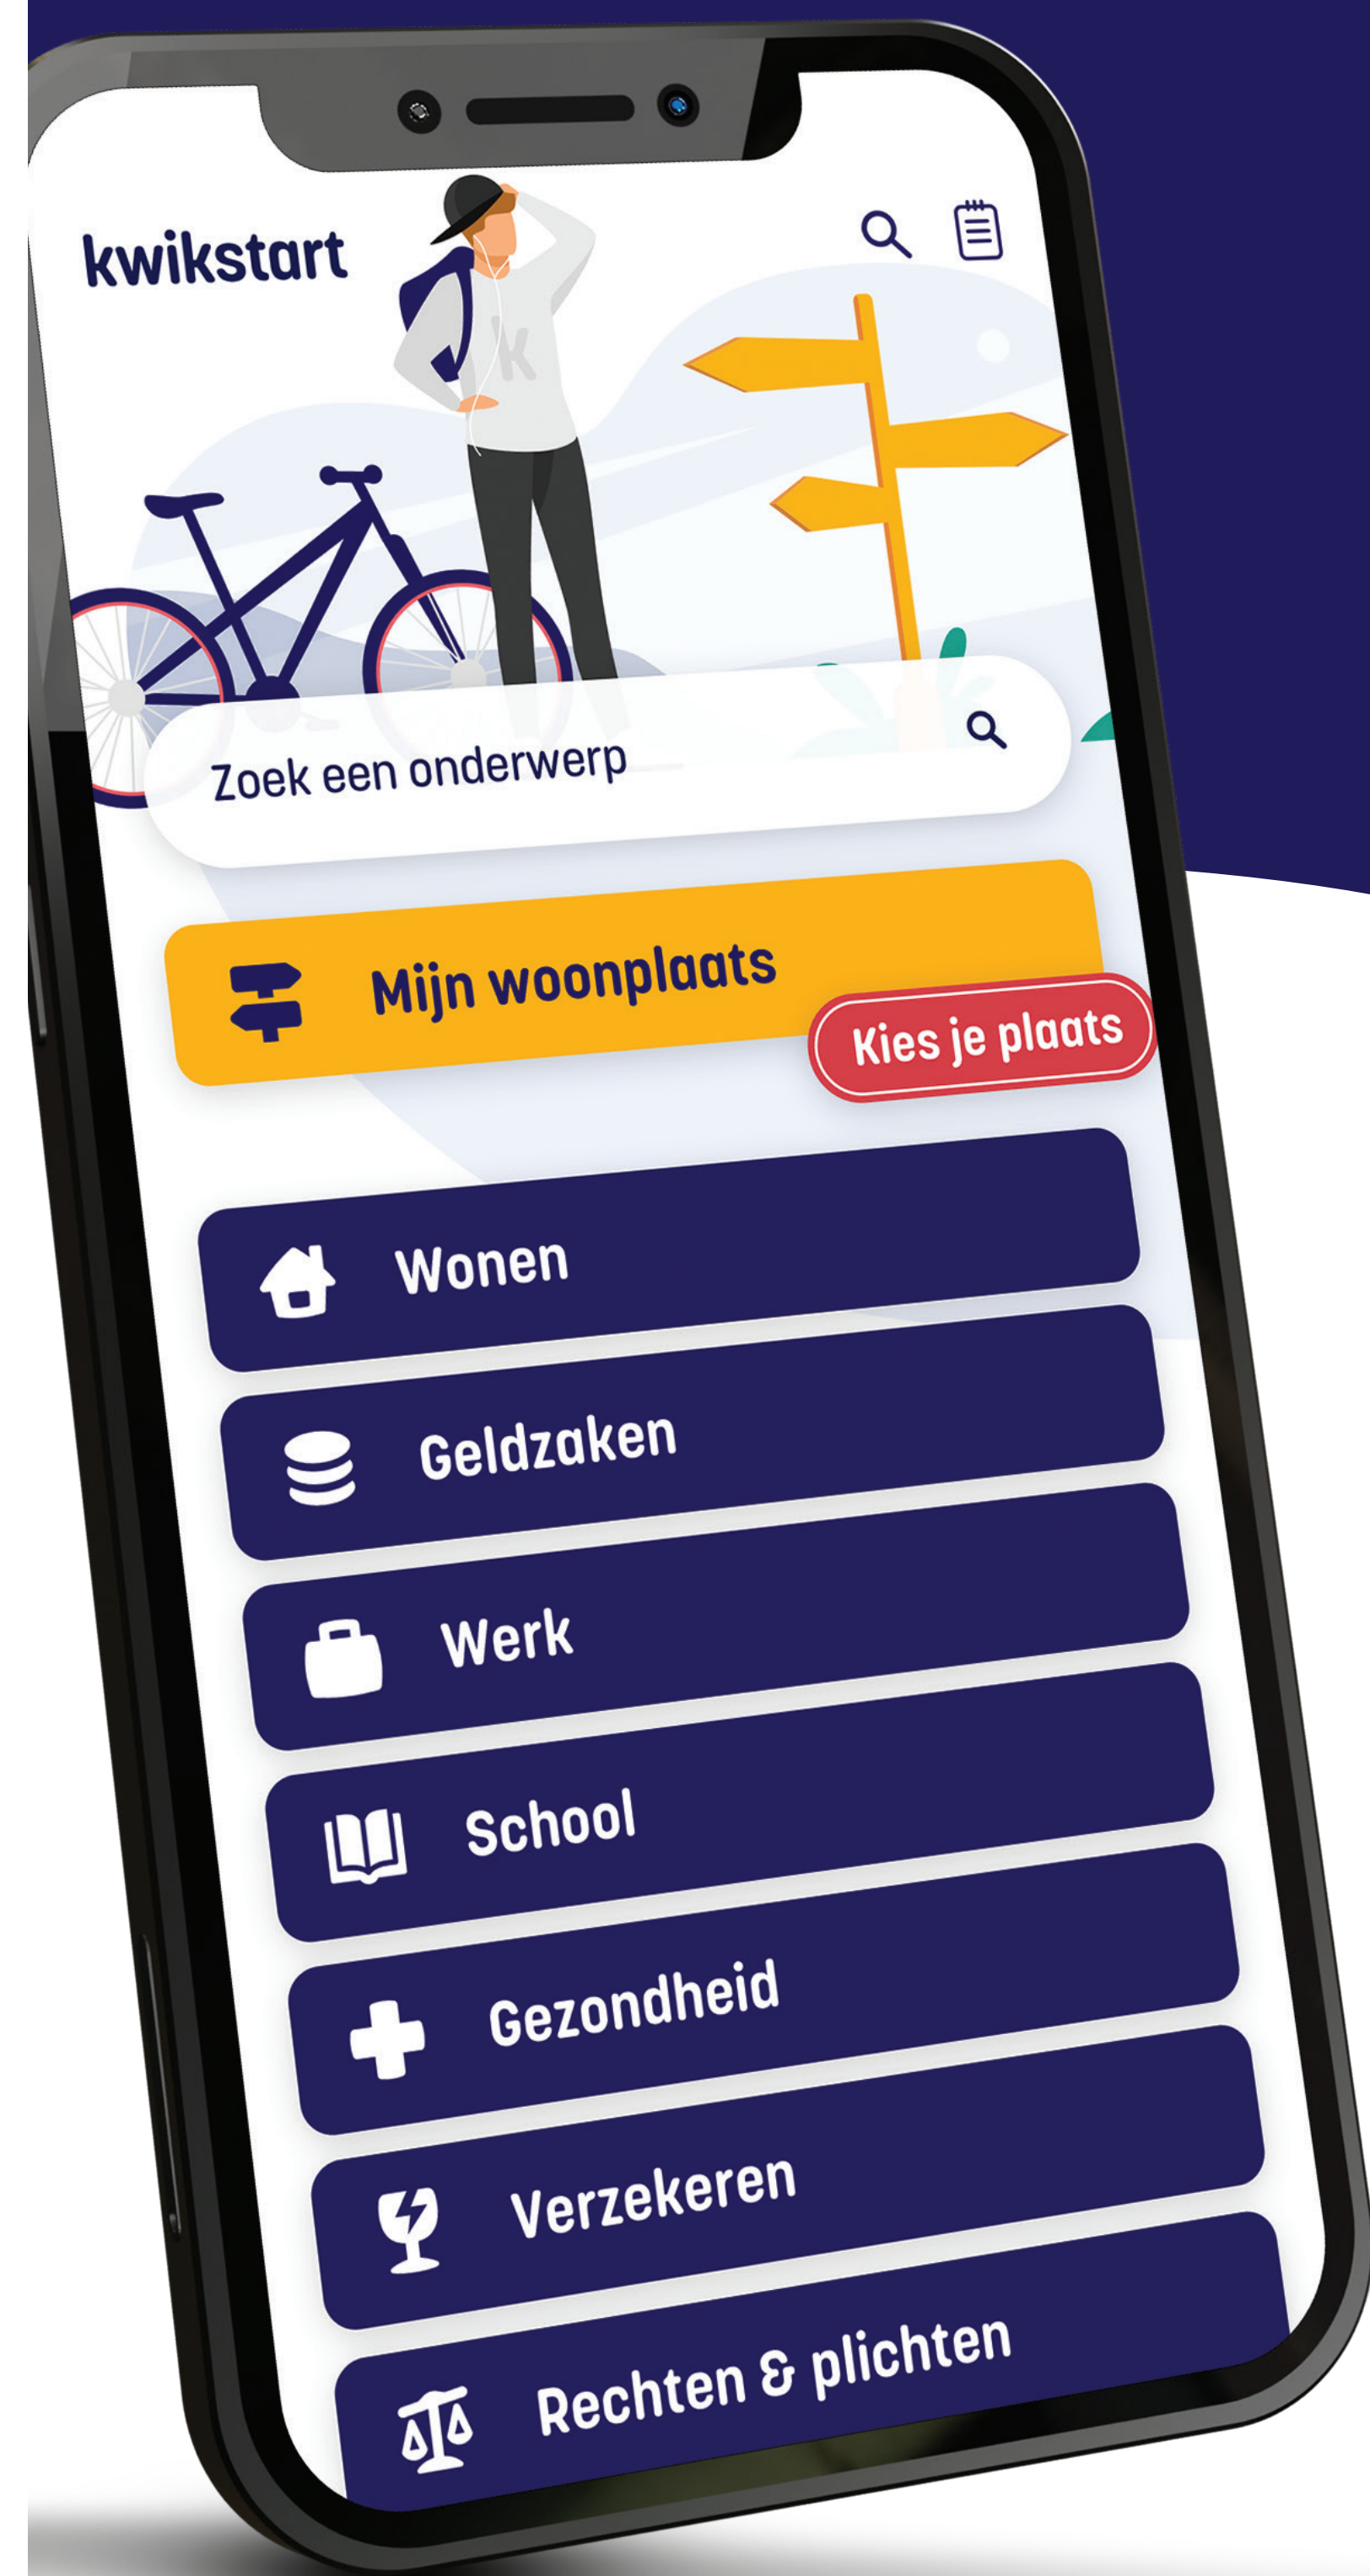 kwikstart
k
Zoek een onderwerp
Mijn woonplaats
Kies je plaats
Wonen
Geldzaken
Werk
School
Gezondheid
Verzekeren
Rechten & plichten